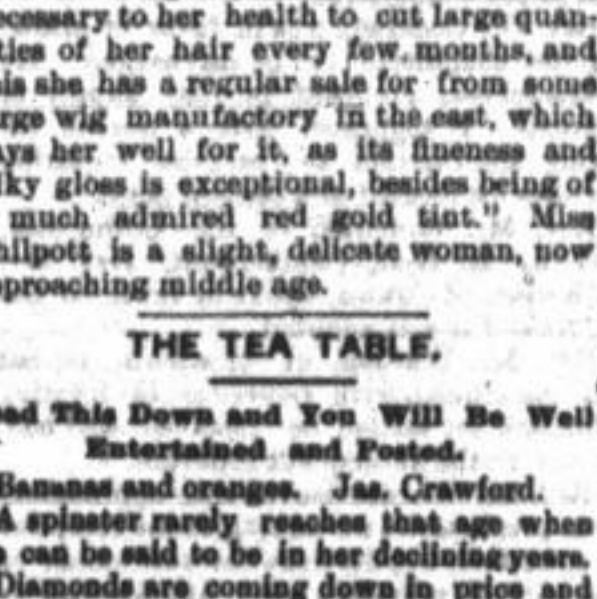 ecessary to her health to cut large quan-
ties of her hair every few months, and
his she has a regular sale for from some
rge wig manufactory in the east, which
ays her well for it, as its fineness and
lky gloss is exceptional, besides being of
much admired red gold tint." Miss
hilpott is a slight, delicate woman, now
pproaching middle age.
THE TEA TABLE.
ead This Down and You Will Be Well
Entertained and Posted.
Bananas and oranges. Jas. Crawford.
A spinster rarely reaches that age when
e can be said to be in her declining years.
Diamonds are coming down in price and